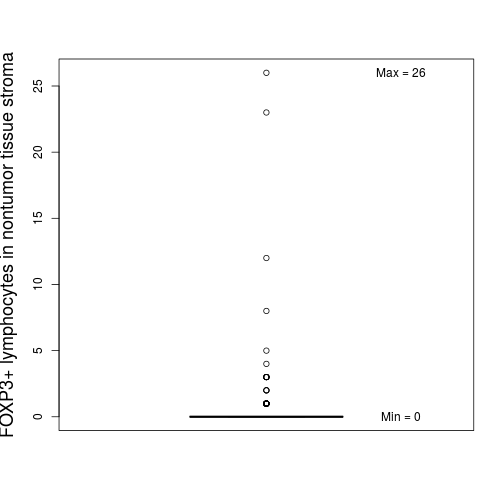 FOXP3+ lymphocytes in nontumor tissue stroma
25
20
15
10
5
0
Max = 26
Min = 0